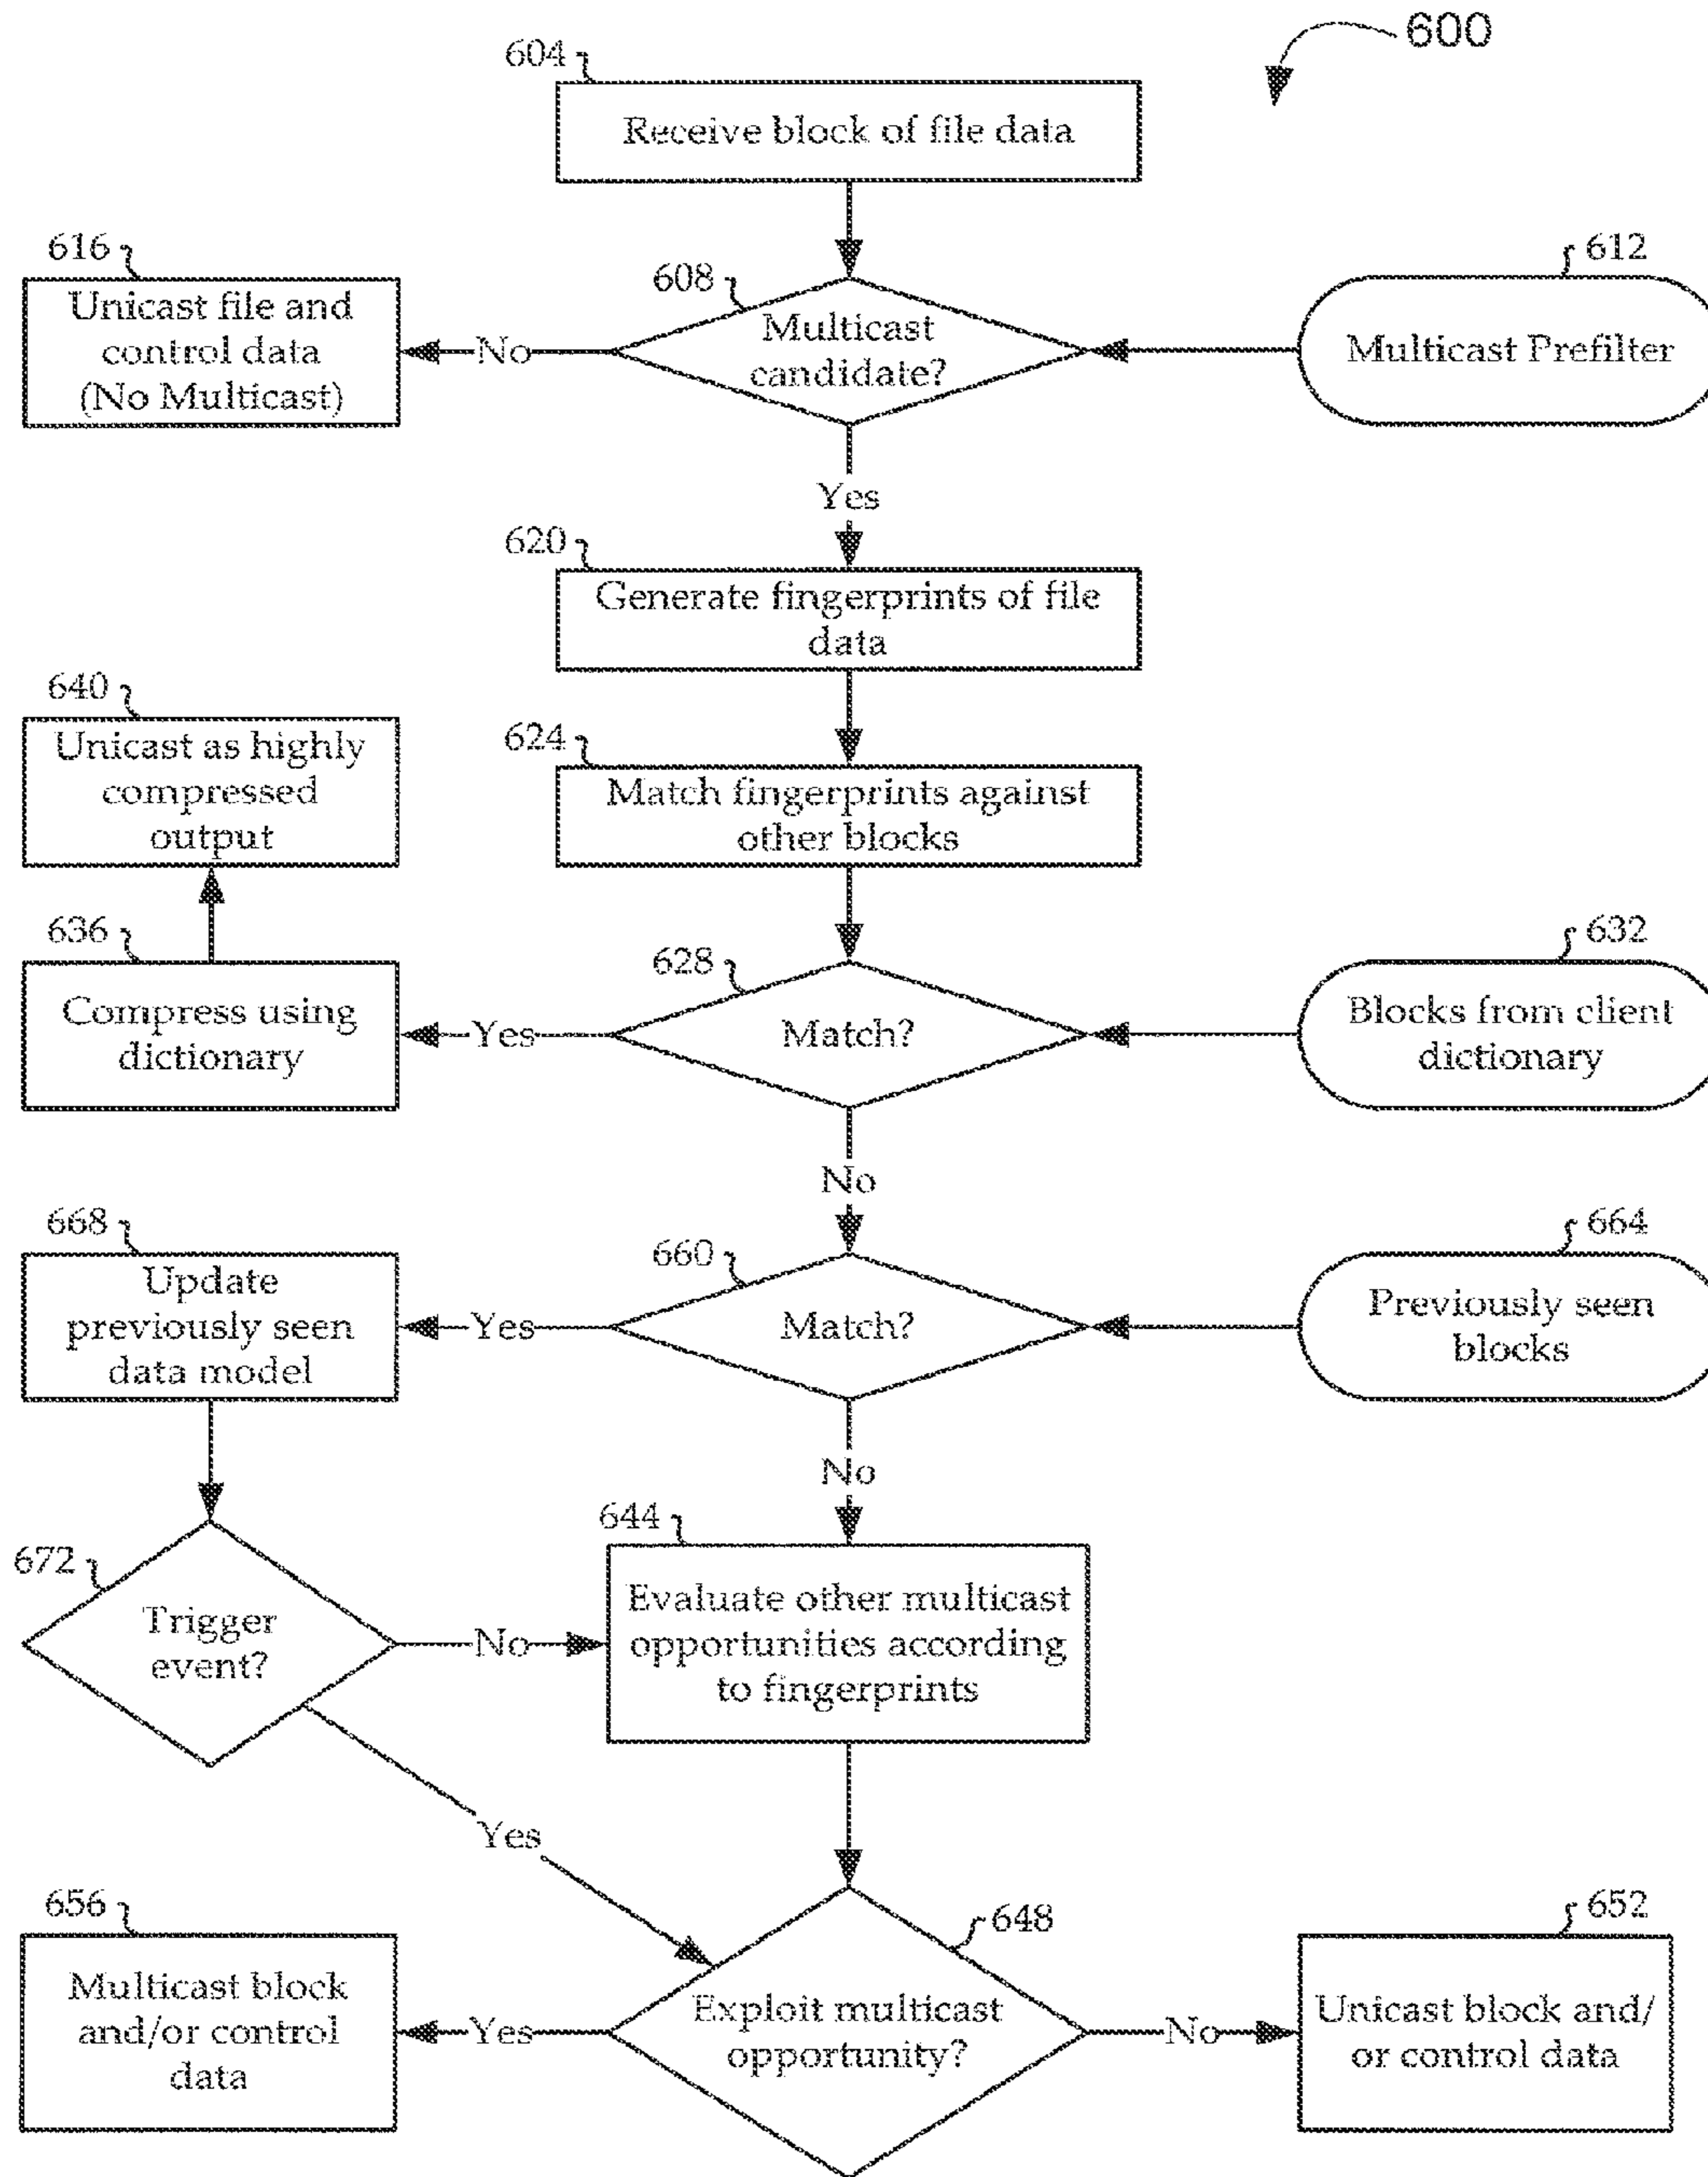 600
604
Receive block of file data
616
Unicast file and
control data
(No Multicast)
No
608
Multicast
candidate?
612
Multicast Prefilter
Yes
620
Generate fingerprints of file
data
640
Unicast as highly
compressed
output
624
Match fingerprints against
other blocks
636
Compress using
dictionary
Yes
628
Match?
632
Blocks from client
dictionary
No
668
Update
previously seen
data model
Yes
660
Match?
664
Previously seen
blocks
No
672
Trigger
event?
No
644
Evaluate other multicast
opportunities according
to fingerprints
Yes
656
Multicast block
and/or control
data
Yes
648
Exploit multicast
opportunity?
No
652
Unicast block and/
or control data